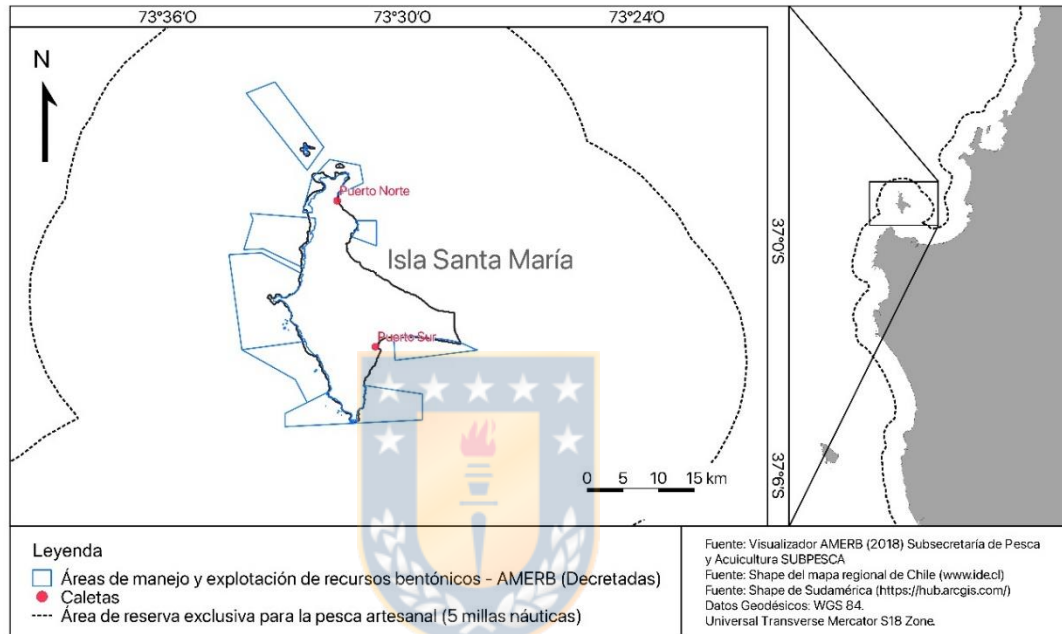 73°36'O 73°30'O 73°24'O
N
Puerto Norte
Isla Santa María
37°0'S
Puerto Sur
37°6'S
0 5 10 15 km
Leyenda
Áreas de manejo y explotación de recursos bentónicos - AMERB (Decretadas)
Caletas
Área de reserva exclusiva para la pesca artesanal (5 millas náuticas)
Fuente: Visualizador AMERB (2018) Subsecretaría de Pesca
y Acuicultura SUBPESCA
Fuente: Shape del mapa regional de Chile (www.ide.cl)
Fuente: Shape de Sudamérica (https://hub.arcgis.com/)
Datos Geodésicos: WGS 84.
Universal Transverse Mercator S18 Zone.